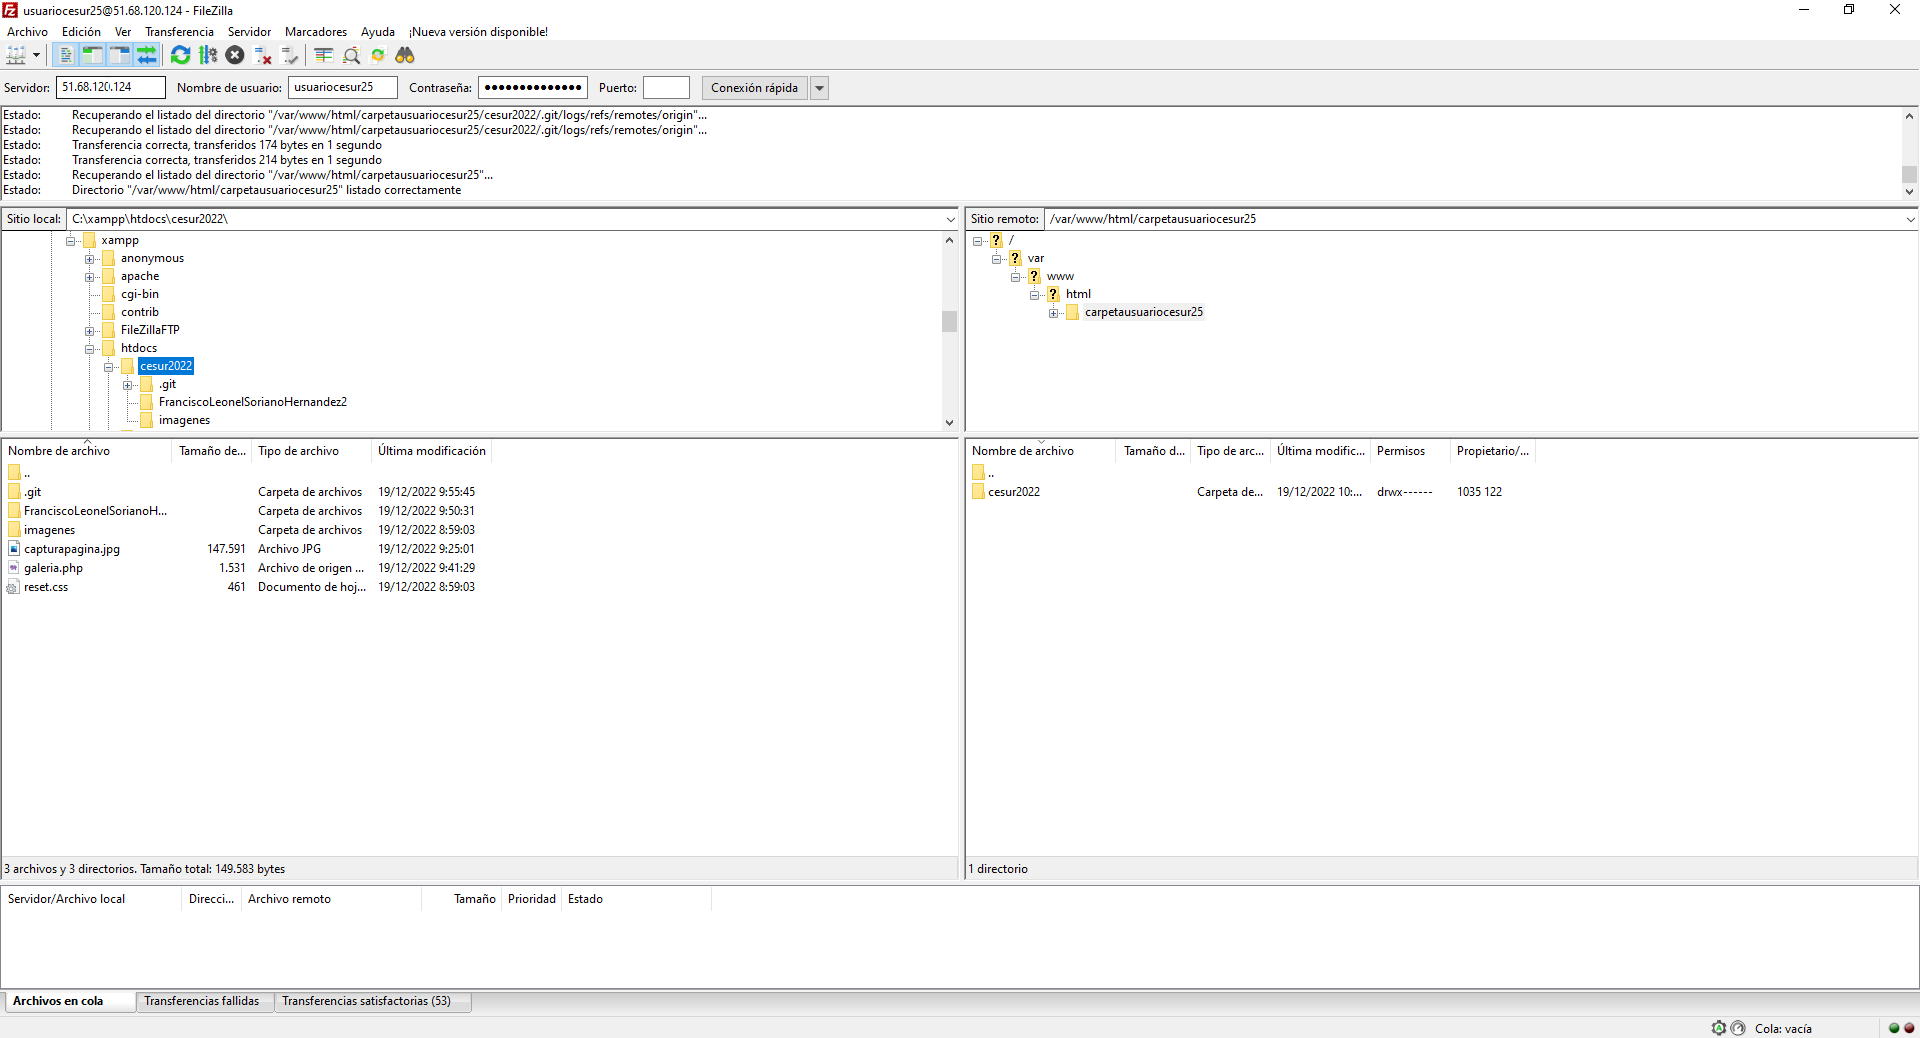 usuariocesur25@51.68.120.124 - FileZilla
Archivo Edición Ver Transferencia Servidor Marcadores Ayuda ¡Nueva versión disponible!
Servidor: 51.68.120.124 Nombre de usuario: usuariocesur25 Contraseña: ●●●●●●●●●●●●●● Puerto: Conexión rápida
Estado: Recuperando el listado del directorio "/var/www/html/carpetausuariocesur25/cesur2022/.git/logs/refs/remotes/origin"...
Estado: Recuperando el listado del directorio "/var/www/html/carpetausuariocesur25/cesur2022/.git/logs/refs/remotes/origin"...
Estado: Transferencia correcta, transferidos 174 bytes en 1 segundo
Estado: Transferencia correcta, transferidos 214 bytes en 1 segundo
Estado: Recuperando el listado del directorio "/var/www/html/carpetausuariocesur25"...
Estado: Directorio "/var/www/html/carpetausuariocesur25" listado correctamente
Sitio local: C:\xampp\htdocs\cesur2022\
xampp
anonymous
apache
cgi-bin
contrib
FileZillaFTP
htdocs
cesur2022
.git
FranciscoLeonelSorianoHernandez2
imagenes
Sitio remoto: /var/www/html/carpetausuariocesur25
/
var
www
html
carpetausuariocesur25
Nombre de archivo Tamaño de... Tipo de archivo Última modificación
..
.git Carpeta de archivos 19/12/2022 9:55:45
FranciscoLeonelSorianoH... Carpeta de archivos 19/12/2022 9:50:31
imagenes Carpeta de archivos 19/12/2022 8:59:03
capturapagina.jpg 147.591 Archivo JPG 19/12/2022 9:25:01
galeria.php 1.531 Archivo de origen ... 19/12/2022 9:41:29
reset.css 461 Documento de hoj... 19/12/2022 8:59:03
3 archivos y 3 directorios. Tamaño total: 149.583 bytes
Nombre de archivo Tamaño d... Tipo de arc... Última modific... Permisos Propietario/...
..
cesur2022 Carpeta de... 19/12/2022 10:... drwx------ 1035 122
1 directorio
Servidor/Archivo local Direcci... Archivo remoto Tamaño Prioridad Estado
Archivos en cola Transferencias fallidas Transferencias satisfactorias (53)
Cola: vacía